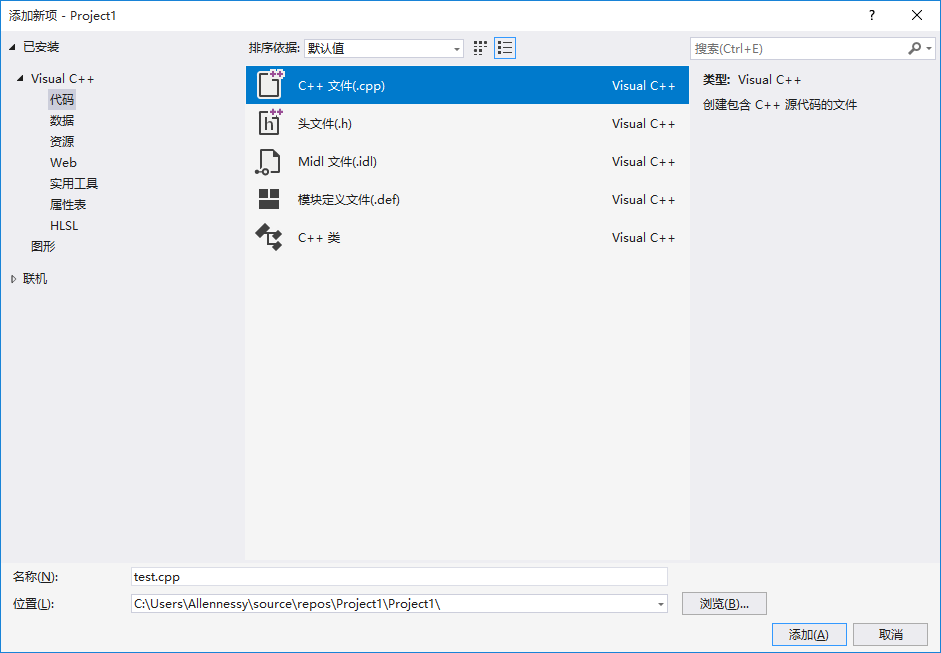 添加新项 - Project1
?
已安装
排序依据: 默认值
搜索(Ctrl+E)
Visual C++
代码
数据
资源
Web
实用工具
属性表
HLSL
图形
联机
C++ 文件(.cpp) Visual C++
头文件(.h) Visual C++
Midl 文件(.idl) Visual C++
模块定义文件(.def) Visual C++
C++ 类 Visual C++
类型: Visual C++
创建包含 C++ 源代码的文件
名称(N): test.cpp
位置(L): C:\Users\Allennessy\source\repos\Project1\Project1\ 浏览(B)...
添加(A) 取消